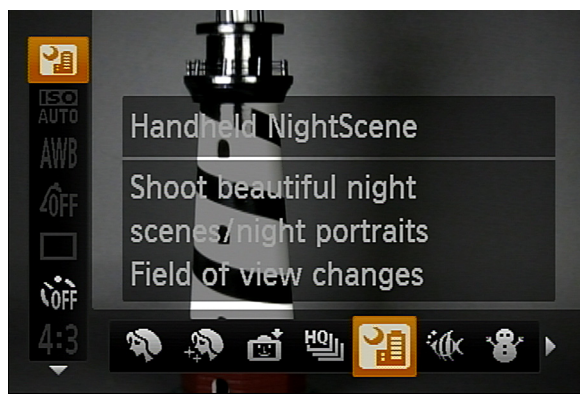 ISO
AUTO
AWB
OFF
OFF
4:3
Handheld NightScene
Shoot beautiful night
scenes/night portraits
Field of view changes
HQ